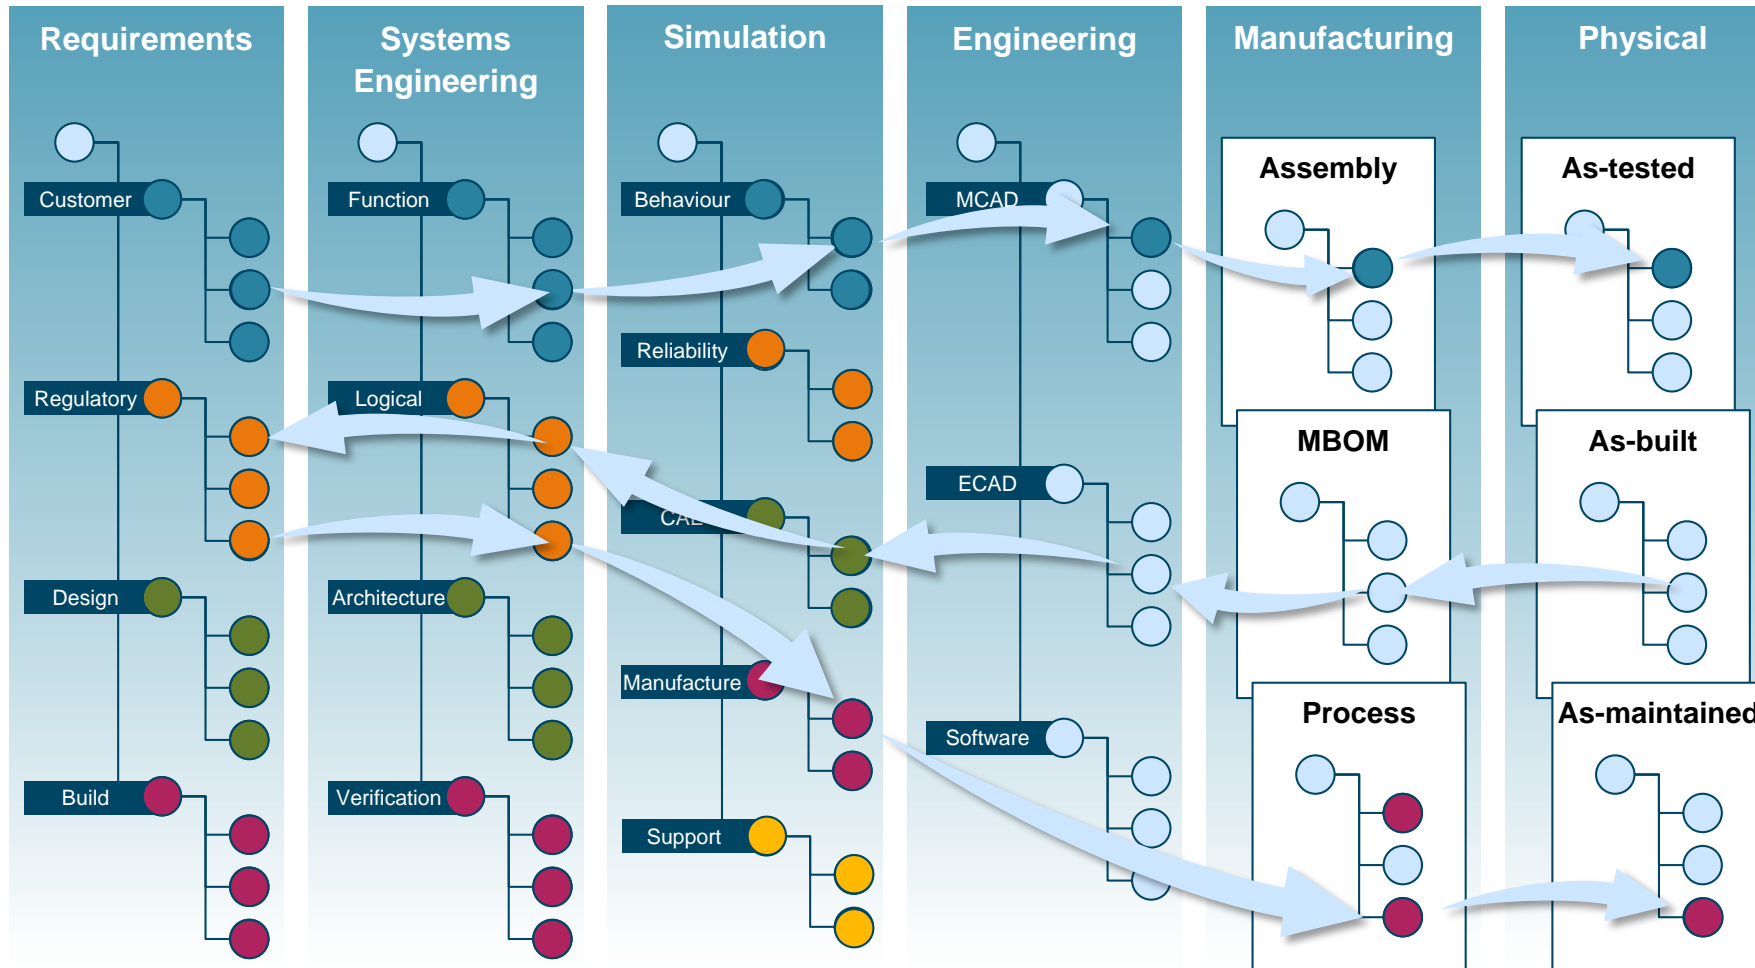 Requirements
Customer
Regulatory
Design
Build
Systems
Engineering
Function
Logical
Architecture
Verification
Simulation
Behaviour
Reliability
CAE
Manufacture
Support
Engineering
MCAD
ECAD
Software
Manufacturing
Assembly
MBOM
Process
Physical
As-tested
As-built
As-maintained